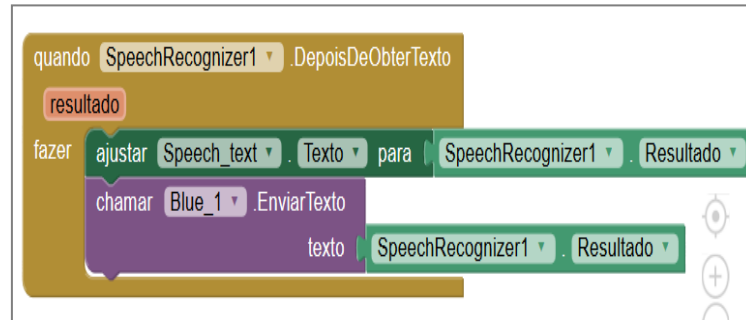 quando SpeechRecognizer1 .DepoisDeObterTexto
resultado
fazer ajustar Speech_text . Texto para SpeechRecognizer1 . Resultado
chamar Blue_1 .EnviarTexto
texto SpeechRecognizer1 . Resultado